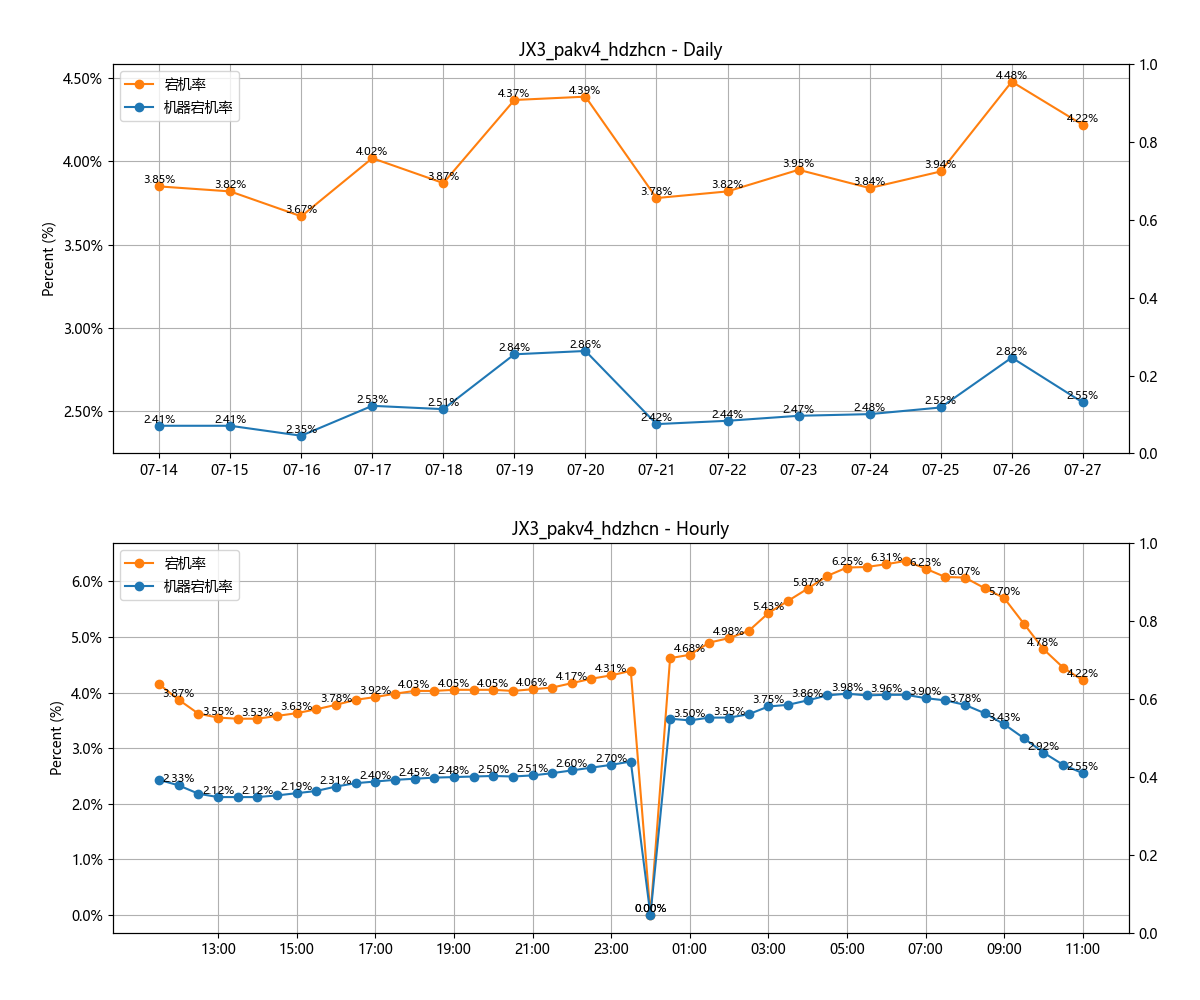 JX3_pakv4_hdzhcn - Daily
宕机率
机器宕机率
Percent (%)
4.50%
4.00%
3.50%
3.00%
2.50%
1.0
0.8
0.6
0.4
0.2
0.0
3.85% 3.82% 3.67% 4.02% 3.87% 4.37% 4.39% 3.78% 3.82% 3.95% 3.84% 3.94% 4.48% 4.22%
2.41% 2.41% 2.35% 2.53% 2.51% 2.84% 2.86% 2.42% 2.44% 2.47% 2.48% 2.52% 2.82% 2.55%
07-14 07-15 07-16 07-17 07-18 07-19 07-20 07-21 07-22 07-23 07-24 07-25 07-26 07-27
JX3_pakv4_hdzhcn - Hourly
宕机率
机器宕机率
Percent (%)
6.0%
5.0%
4.0%
3.0%
2.0%
1.0%
0.0%
1.0
0.8
0.6
0.4
0.2
0.0
3.87% 3.55% 3.53% 3.63% 3.78% 3.92% 4.03% 4.05% 4.05% 4.06% 4.17% 4.31% 0.00% 4.68% 4.98% 5.43% 5.87% 6.25% 6.31% 6.23% 6.07% 5.70% 4.78% 4.22%
2.33% 2.12% 2.12% 2.19% 2.31% 2.40% 2.45% 2.48% 2.50% 2.51% 2.60% 2.70% 0.00% 3.50% 3.55% 3.75% 3.86% 3.98% 3.96% 3.90% 3.78% 3.43% 2.92% 2.55%
13:00 15:00 17:00 19:00 21:00 23:00 01:00 03:00 05:00 07:00 09:00 11:00